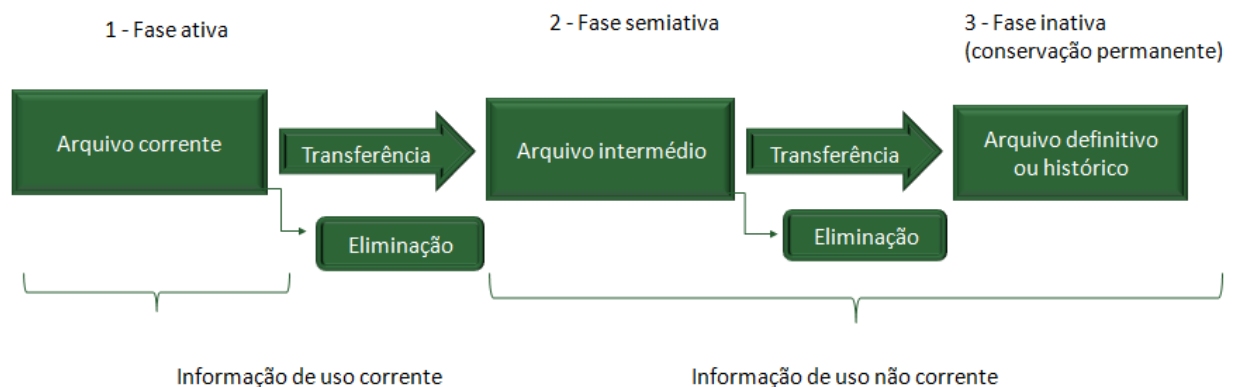 1 - Fase ativa
2 - Fase semiativa
3 - Fase inativa
(conservação permanente)
Arquivo corrente
Transferência
Arquivo intermédio
Transferência
Arquivo definitivo
ou histórico
Eliminação
Eliminação
Informação de uso corrente
Informação de uso não corrente